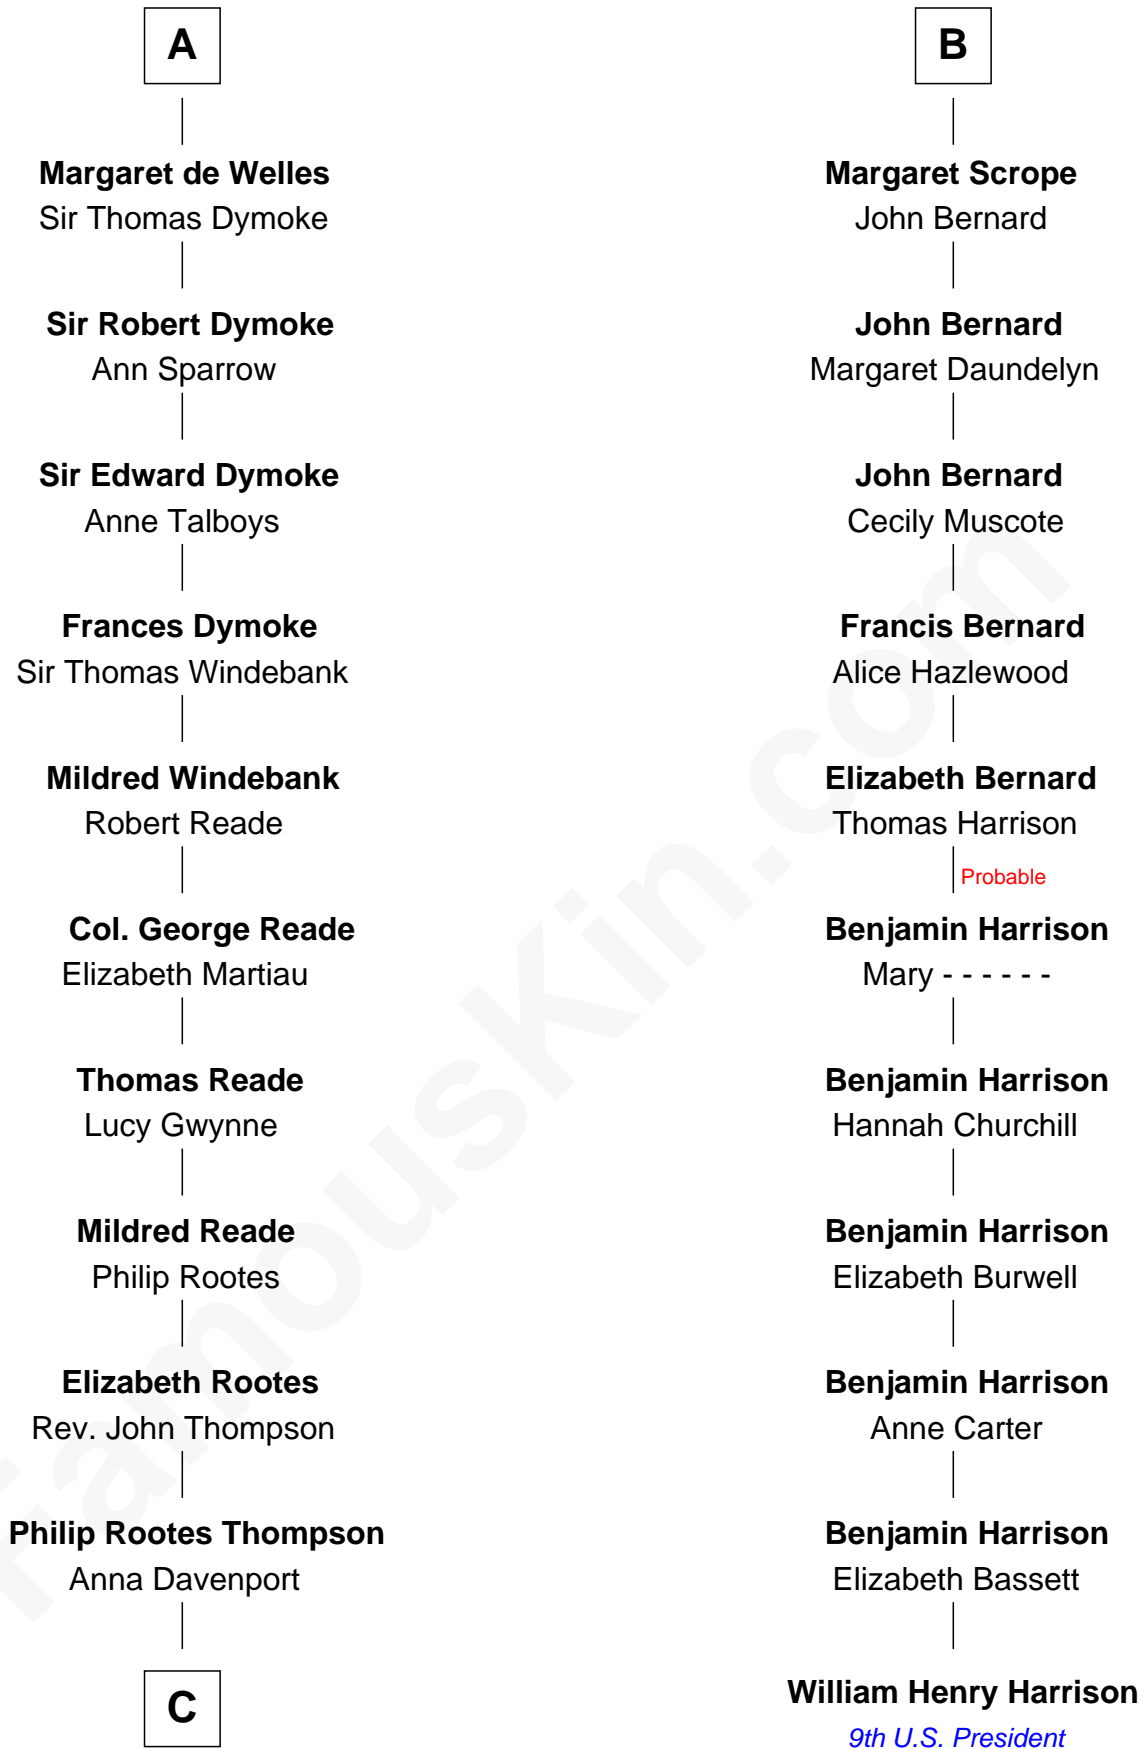 A
B
Margaret de Welles
Sir Thomas Dymoke
Margaret Scrope
John Bernard
Sir Robert Dymoke
Ann Sparrow
John Bernard
Margaret Daundelyn
Sir Edward Dymoke
Anne Talboys
John Bernard
Cecily Muscote
Frances Dymoke
Sir Thomas Windebank
Francis Bernard
Alice Hazlewood
Mildred Windebank
Robert Reade
Elizabeth Bernard
Thomas Harrison
Probable
Col. George Reade
Elizabeth Martiau
Benjamin Harrison
Mary - - - - - -
Thomas Reade
Lucy Gwynne
Benjamin Harrison
Hannah Churchill
Mildred Reade
Philip Rootes
Benjamin Harrison
Elizabeth Burwell
Elizabeth Rootes
Rev. John Thompson
Benjamin Harrison
Anne Carter
Philip Rootes Thompson
Anna Davenport
Benjamin Harrison
Elizabeth Bassett
C
William Henry Harrison
9th U.S. President
FamousKin.com